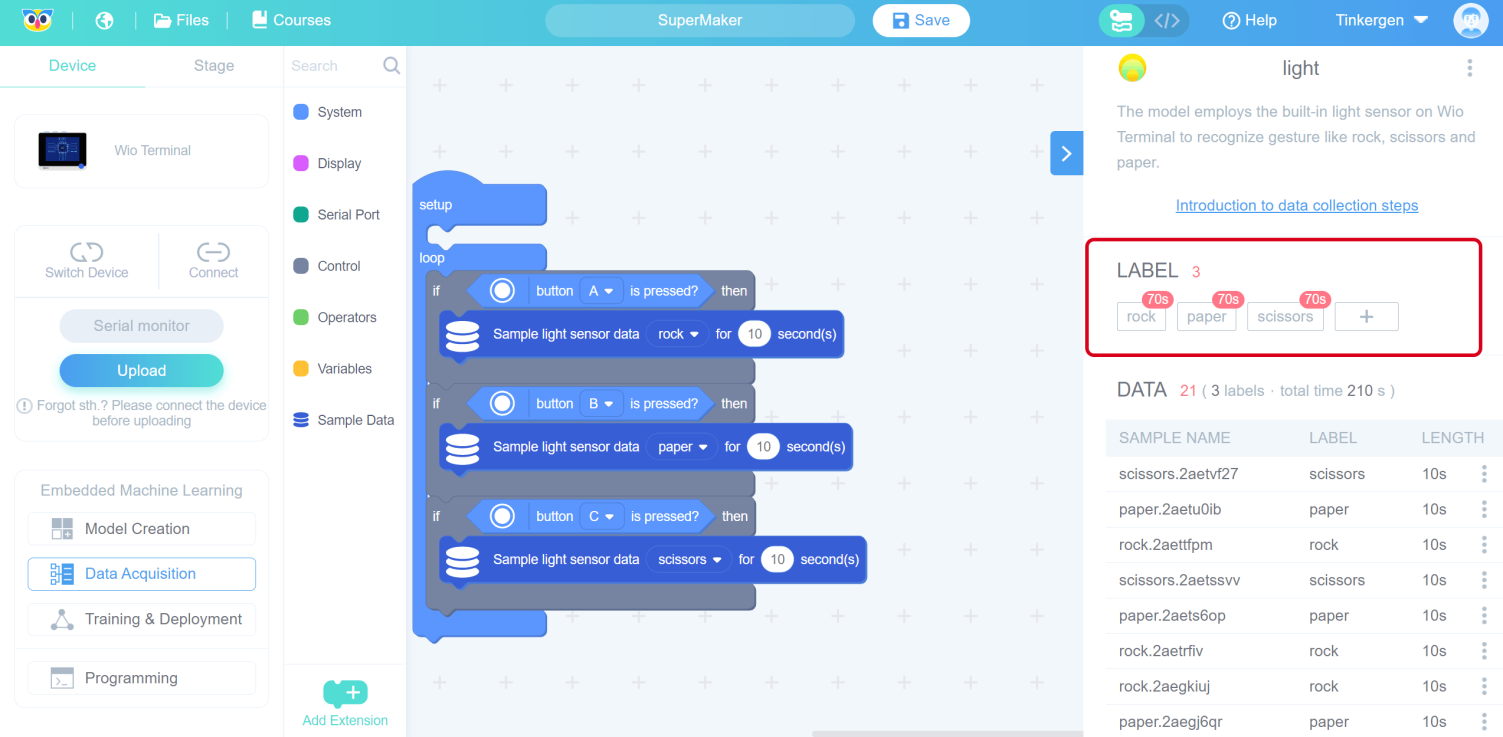 Files
Courses
SuperMaker
Save
</>
Help
Tinkergen
Device
Stage
Search
Wio Terminal
Switch Device
Connect
Serial monitor
Upload
Forgot sth.? Please connect the device
before uploading
Embedded Machine Learning
Model Creation
Data Acquisition
Training & Deployment
Programming
System
Display
Serial Port
Control
Operators
Variables
Sample Data
Add Extension
setup
loop
if button A is pressed? then
Sample light sensor data rock for 10 second(s)
if button B is pressed? then
Sample light sensor data paper for 10 second(s)
if button C is pressed? then
Sample light sensor data scissors for 10 second(s)
light
The model employs the built-in light sensor on Wio
Terminal to recognize gesture like rock, scissors and
paper.
Introduction to data collection steps
LABEL 3
70s 70s 70s
rock paper scissors +
DATA 21 ( 3 labels · total time 210 s )
SAMPLE NAME LABEL LENGTH
scissors.2aetvf27 scissors 10s
paper.2aetu0ib paper 10s
rock.2aettfpm rock 10s
scissors.2aetssvv scissors 10s
paper.2aets6op paper 10s
rock.2aetrfiv rock 10s
rock.2aegkiuj rock 10s
paper.2aegj6qr paper 10s